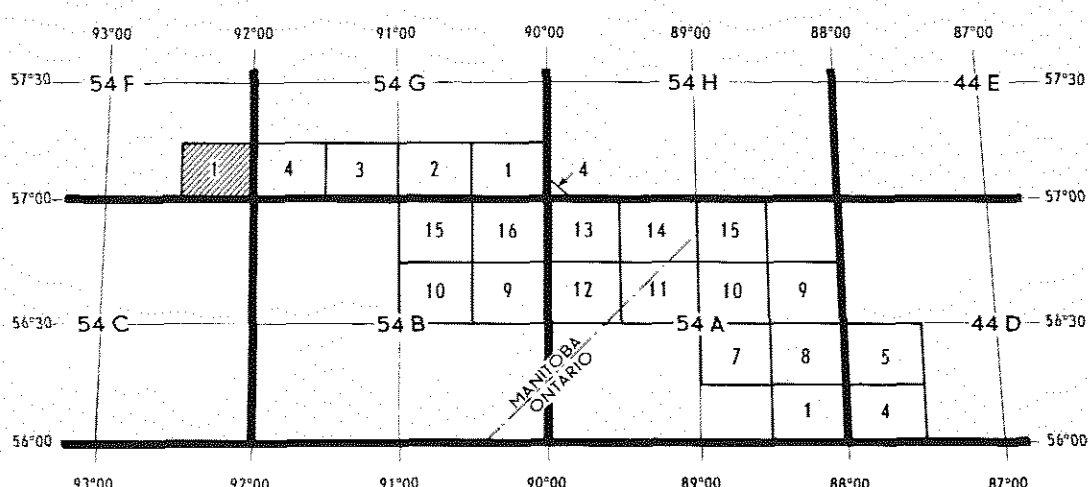 93°00 92°00 91°00 90°00 89°00 88°00 87°00
57°30 54 F 54 G 54 H 44 E 57°30
1 4 3 2 1 4
57°00 57°00
15 16 13 14 15
10 9 12 11 10 9
56°30 54 C 54 B 54 A 44 D 56°30
7 8 5
MANITOBA
ONTARIO
1 4
56°00 56°00
93°00 92°00 91°00 90°00 89°00 88°00 87°00